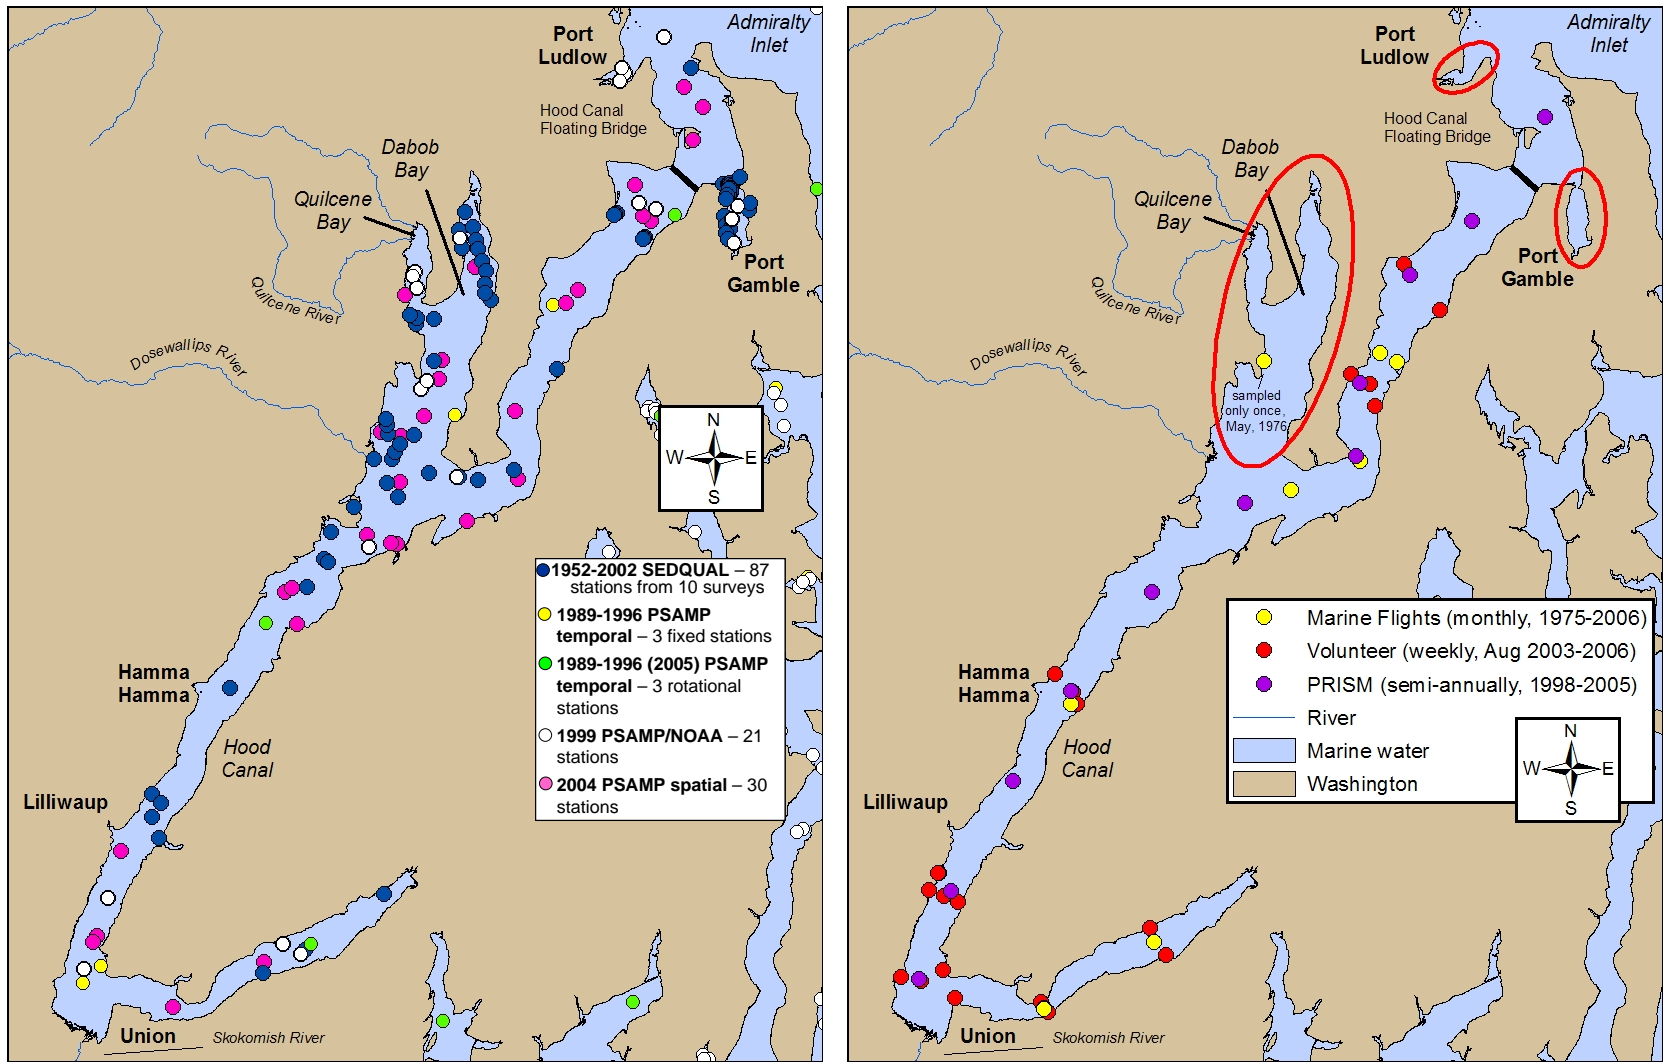 Port
Ludlow
Admiralty
Inlet
Hood Canal
Floating Bridge
Dabob
Bay
Quilcene
Bay
Port
Gamble
Quilcene River
Dosewallips River
N
W E
S
1952-2002 SEDQUAL – 87
stations from 10 surveys
1989-1996 PSAMP
temporal – 3 fixed stations
1989-1996 (2005) PSAMP
temporal – 3 rotational
stations
1999 PSAMP/NOAA – 21
stations
2004 PSAMP spatial – 30
stations
Hamma
Hamma
Hood
Canal
Lilliwaup
Union
Skokomish River
Port
Ludlow
Admiralty
Inlet
Hood Canal
Floating Bridge
Dabob
Bay
Quilcene
Bay
Port
Gamble
Quilcene River
Dosewallips River
sampled
only once,
May, 1976
Marine Flights (monthly, 1975-2006)
Volunteer (weekly, Aug 2003-2006)
PRISM (semi-annually, 1998-2005)
River
Marine water
Washington
N
W E
S
Hamma
Hamma
Hood
Canal
Lilliwaup
Union
Skokomish River